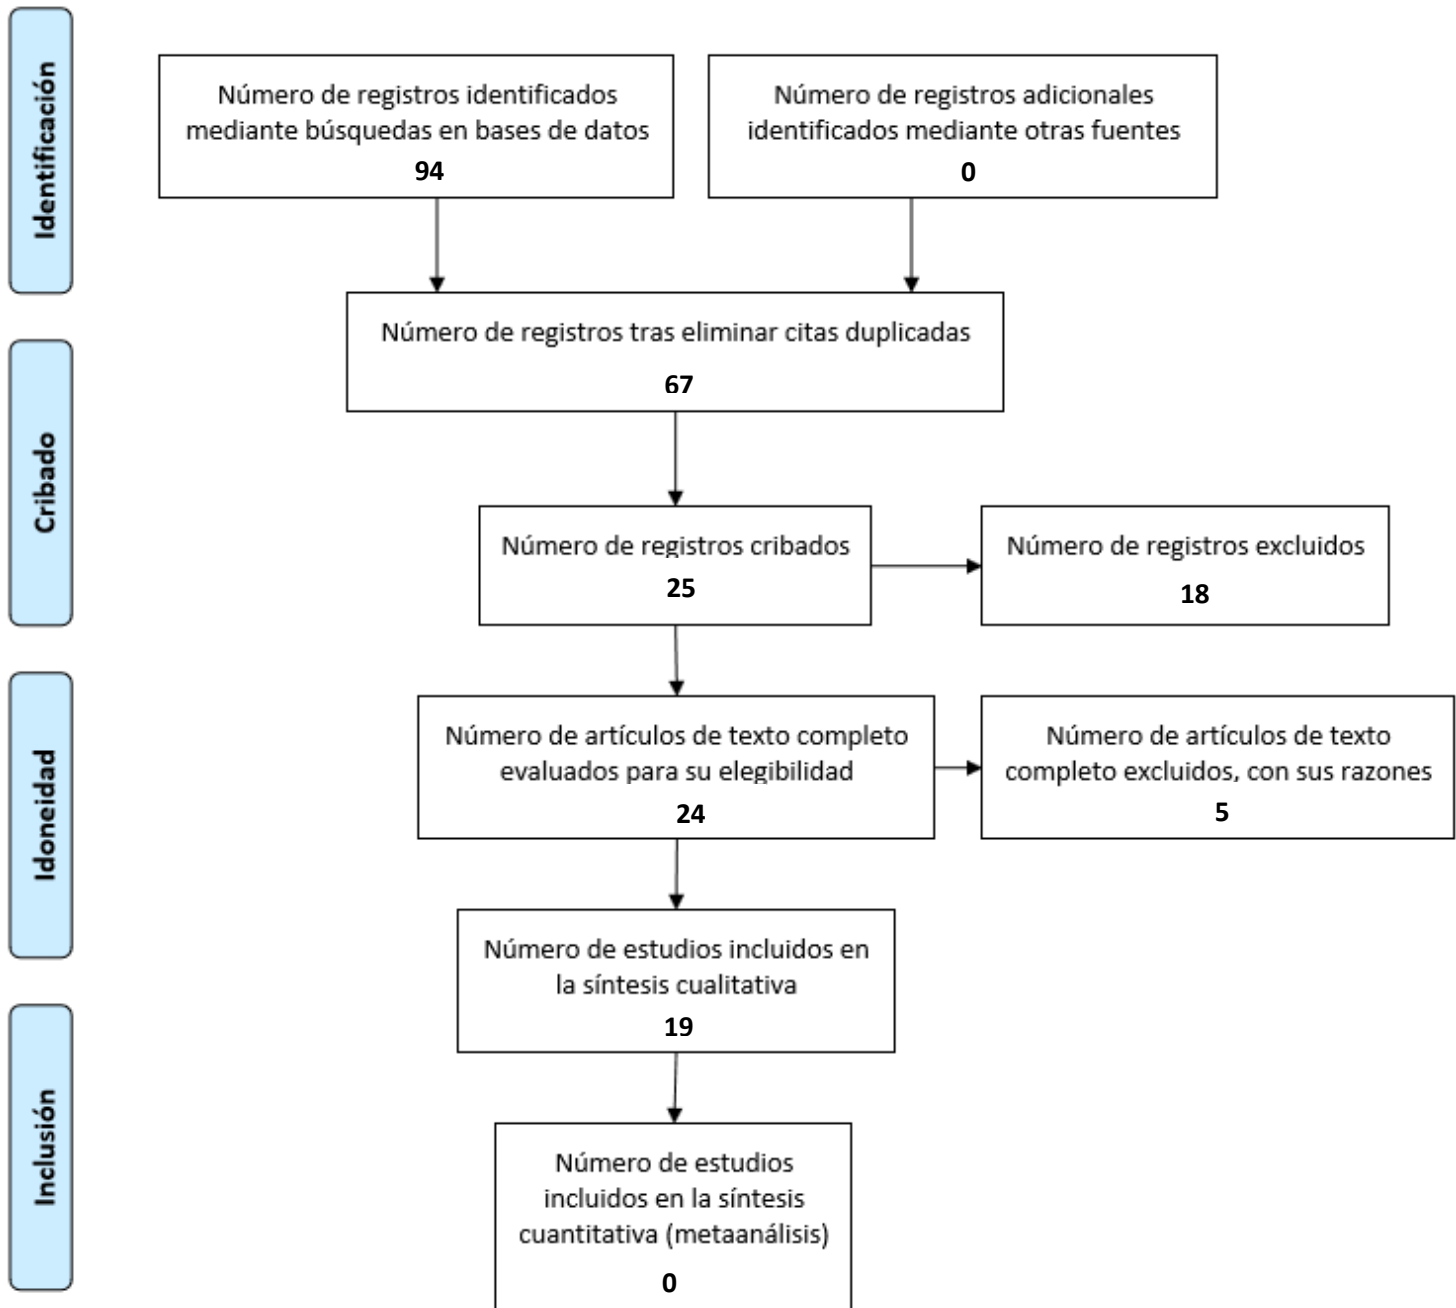 Identificación
Número de registros identificados
mediante búsquedas en bases de datos
94
Número de registros adicionales
identificados mediante otras fuentes
0
Número de registros tras eliminar citas duplicadas
67
Cribado
Número de registros cribados
25
Número de registros excluidos
18
Idoneidad
Número de artículos de texto completo
evaluados para su elegibilidad
24
Número de artículos de texto
completo excluidos, con sus razones
5
Número de estudios incluidos en
la síntesis cualitativa
19
Inclusión
Número de estudios
incluidos en la síntesis
cuantitativa (metaanálisis)
0